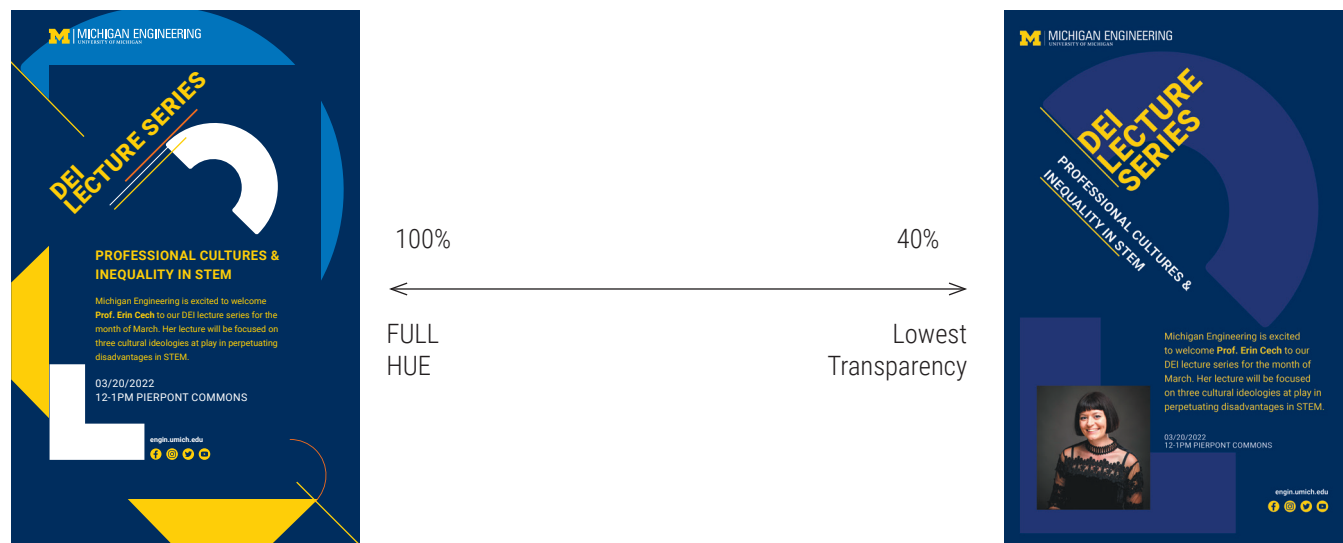 MICHIGAN ENGINEERING
UNIVERSITY OF MICHIGAN
DEI
LECTURE SERIES
PROFESSIONAL CULTURES &
INEQUALITY IN STEM
Michigan Engineering is excited to welcome
Prof. Erin Cech to our DEI lecture series for the
month of March. Her lecture will be focused on
three cultural ideologies at play in perpetuating
disadvantages in STEM.
03/20/2022
12-1PM PIERPONT COMMONS
engin.umich.edu
100%
40%
FULL
HUE
Lowest
Transparency
MICHIGAN ENGINEERING
UNIVERSITY OF MICHIGAN
DEI
LECTURE
SERIES
PROFESSIONAL CULTURES &
INEQUALITY IN STEM
Michigan Engineering is excited
to welcome Prof. Erin Cech to our
DEI lecture series for the month of
March. Her lecture will be focused
on three cultural ideologies at play in
perpetuating disadvantages in STEM.
03/20/2022
12-1PM PIERPONT COMMONS
engin.umich.edu